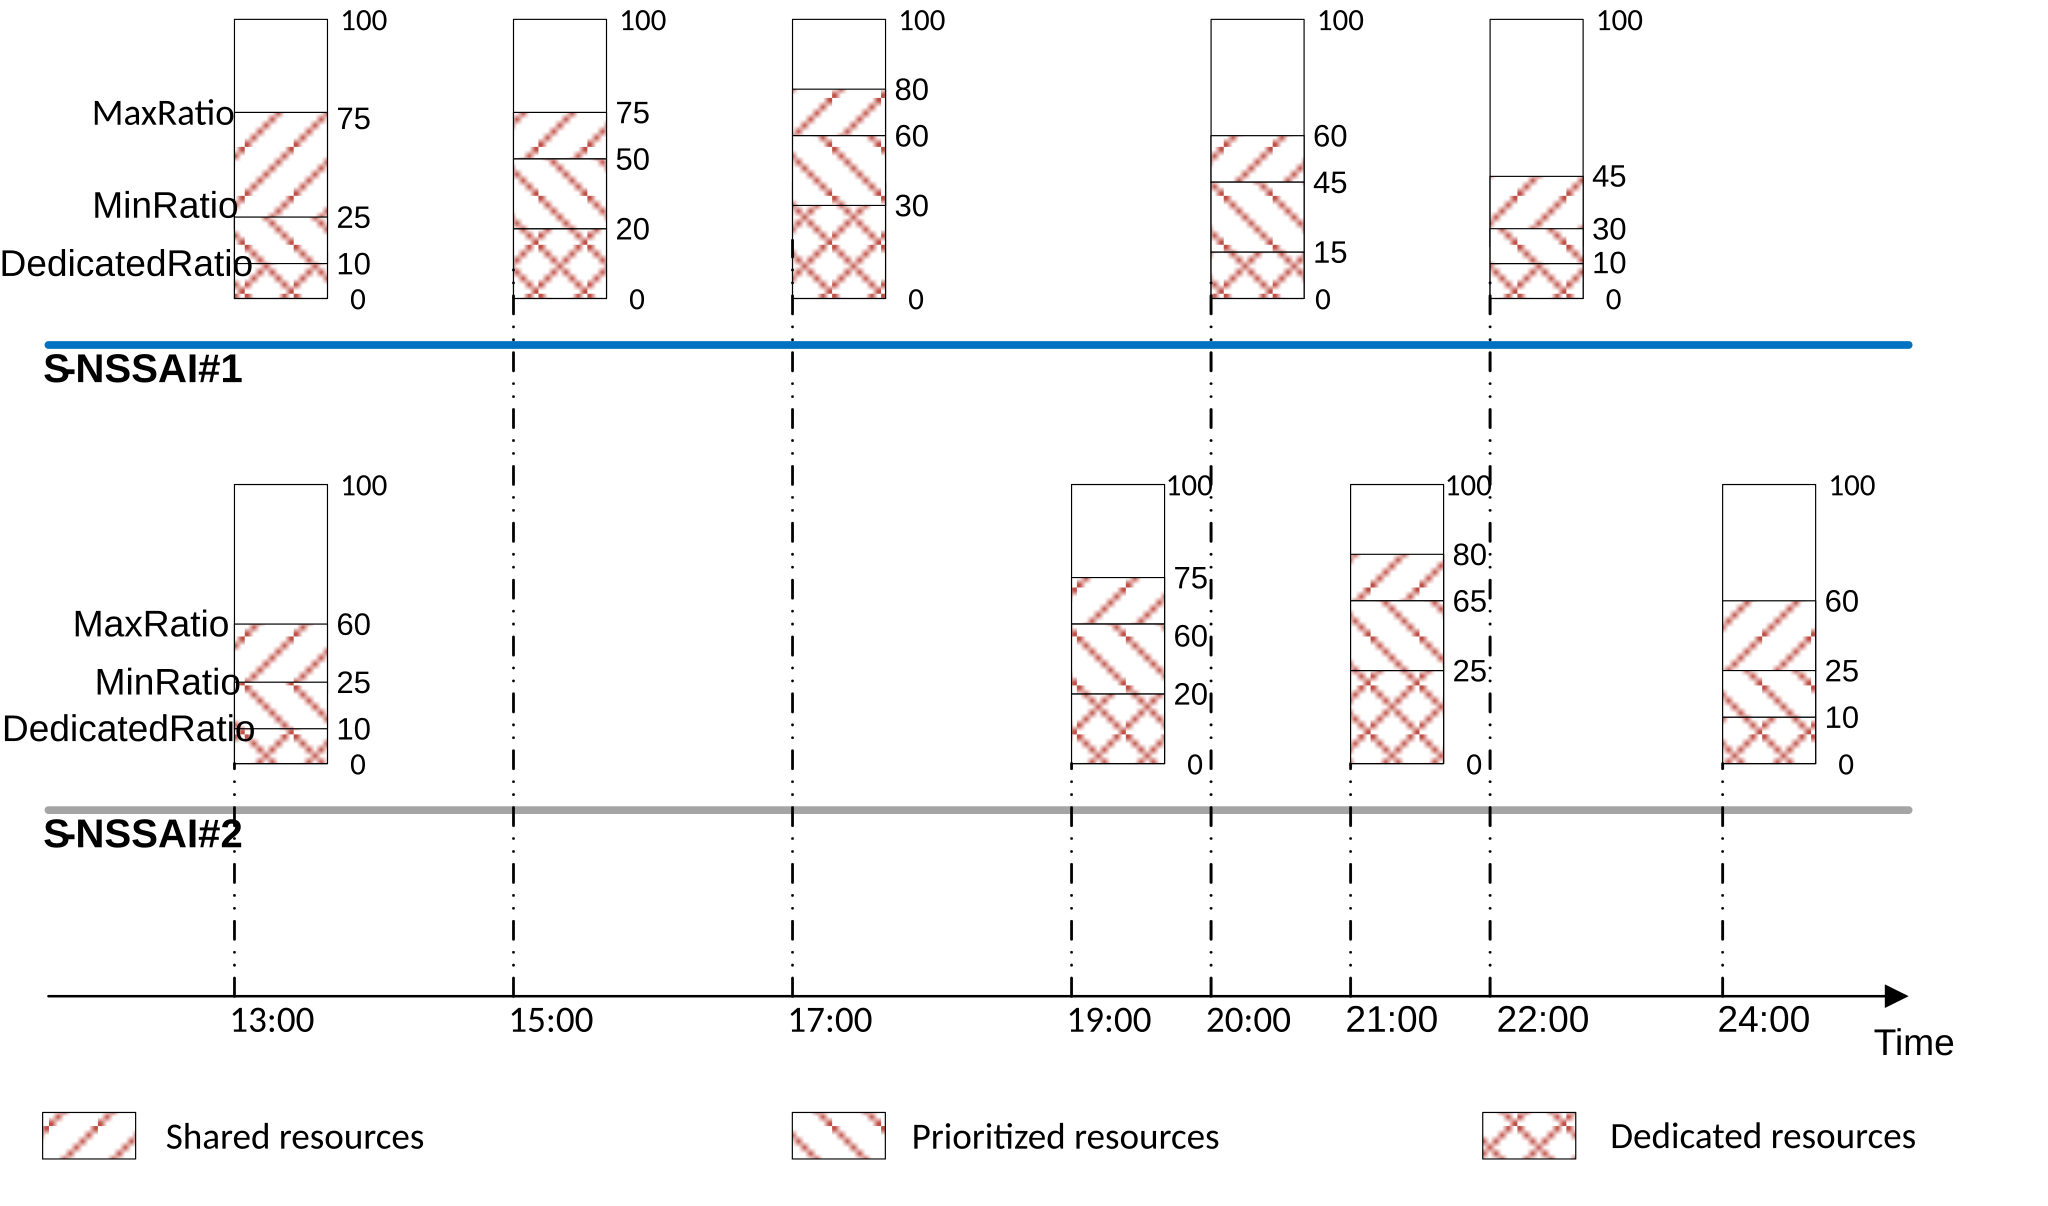 100 100 100 100 100
MaxRatio 75 75 80 60 45
MinRatio 25 50 60 45 30
DedicatedRatio 10 20 30 15 10
0 0 0 0 0
S-NSSAI#1
100 100 100 100
MaxRatio 60 75 80 60
MinRatio 25 60 65 25
DedicatedRatio 10 20 25 10
0 0 0 0
S-NSSAI#2
13:00 15:00 17:00 19:00 20:00 21:00 22:00 24:00
Time
Shared resources Prioritized resources Dedicated resources